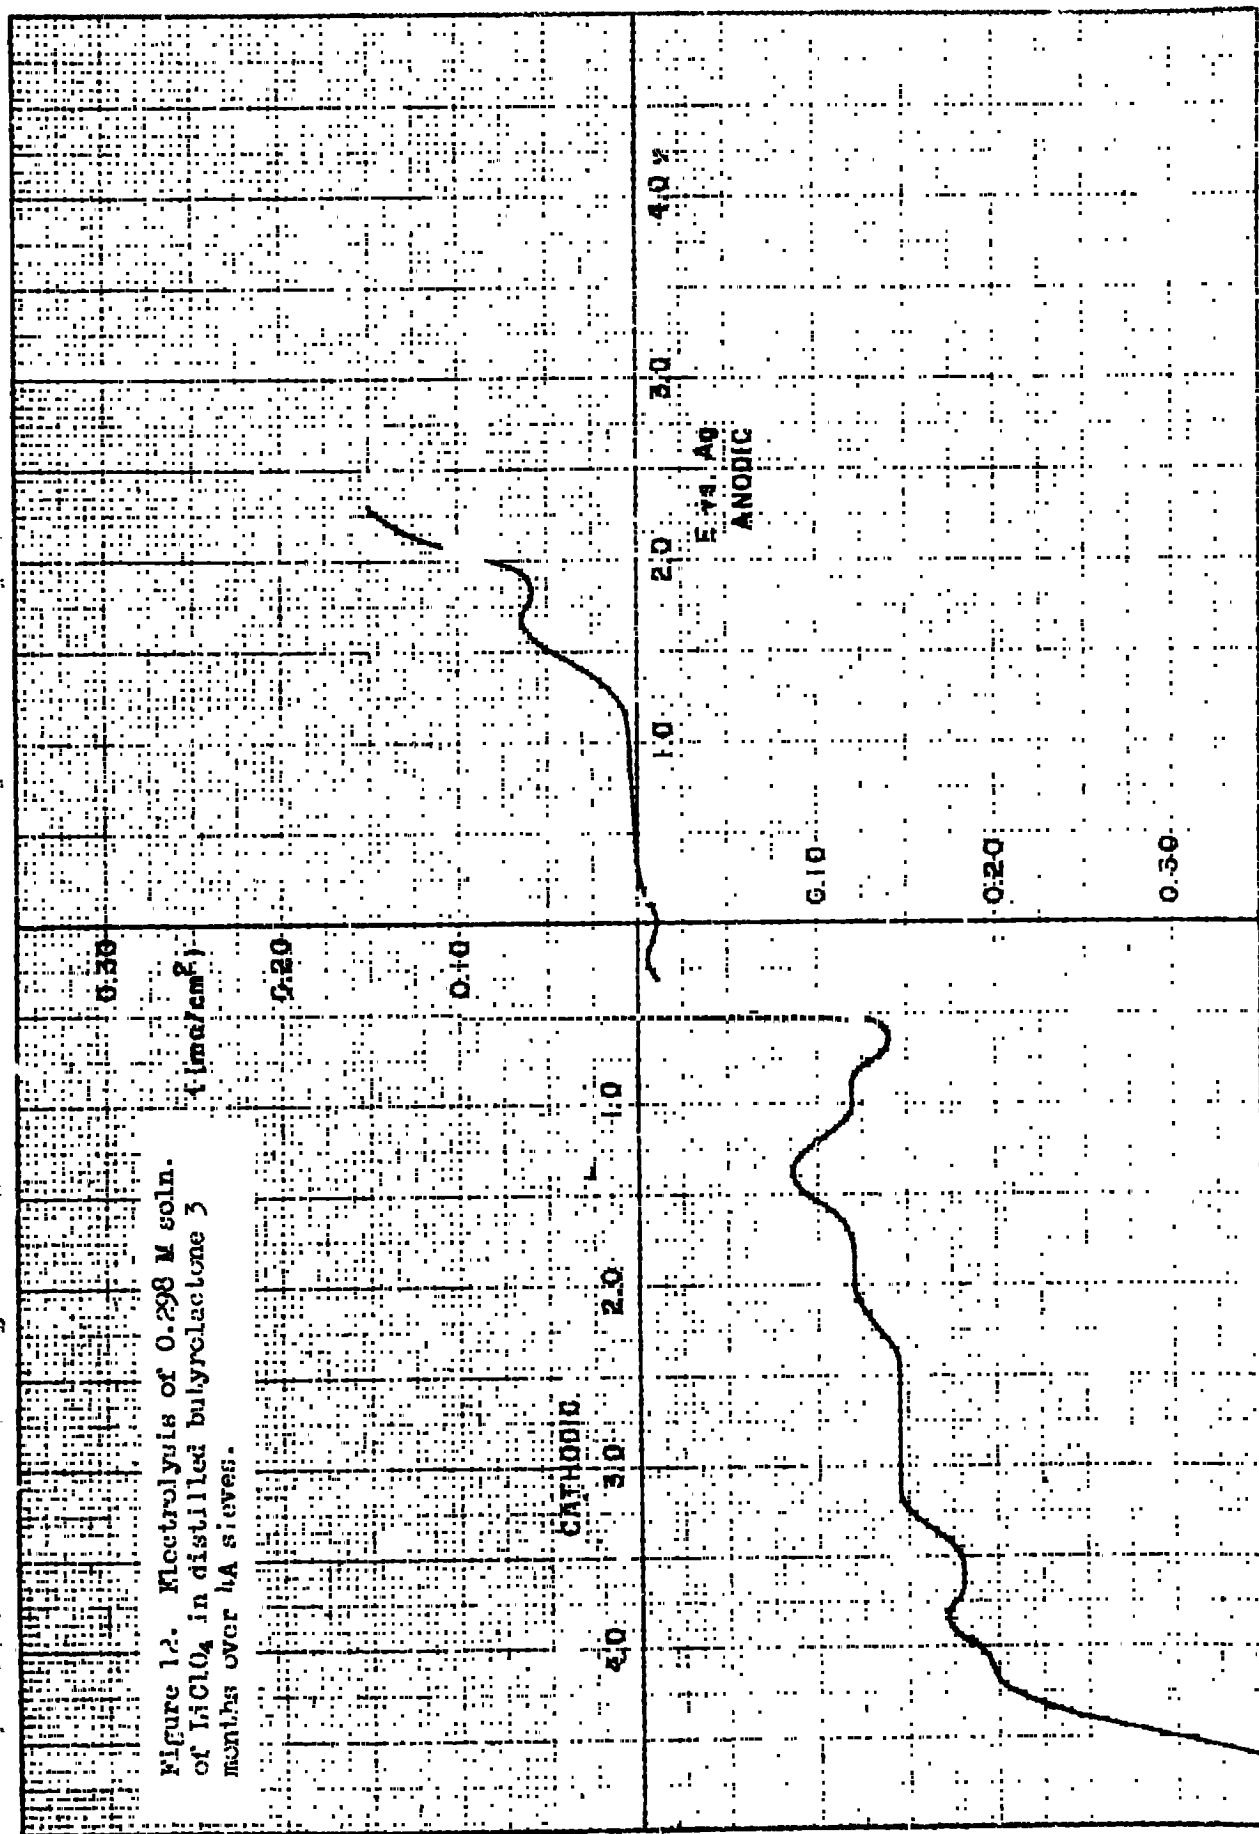 Figure 12. Electrolysis of 0.298 M soln.
of LiClO4 in distilled butyrolactone 3
months over 4A sieves.
(ma/cm2)
0.30
0.20
0.10
CATHODIC
4.0
3.0
2.0
1.0
1.0
2.0
3.0
4.0 v
E vs Ag
ANODIC
0.10
0.20
0.30